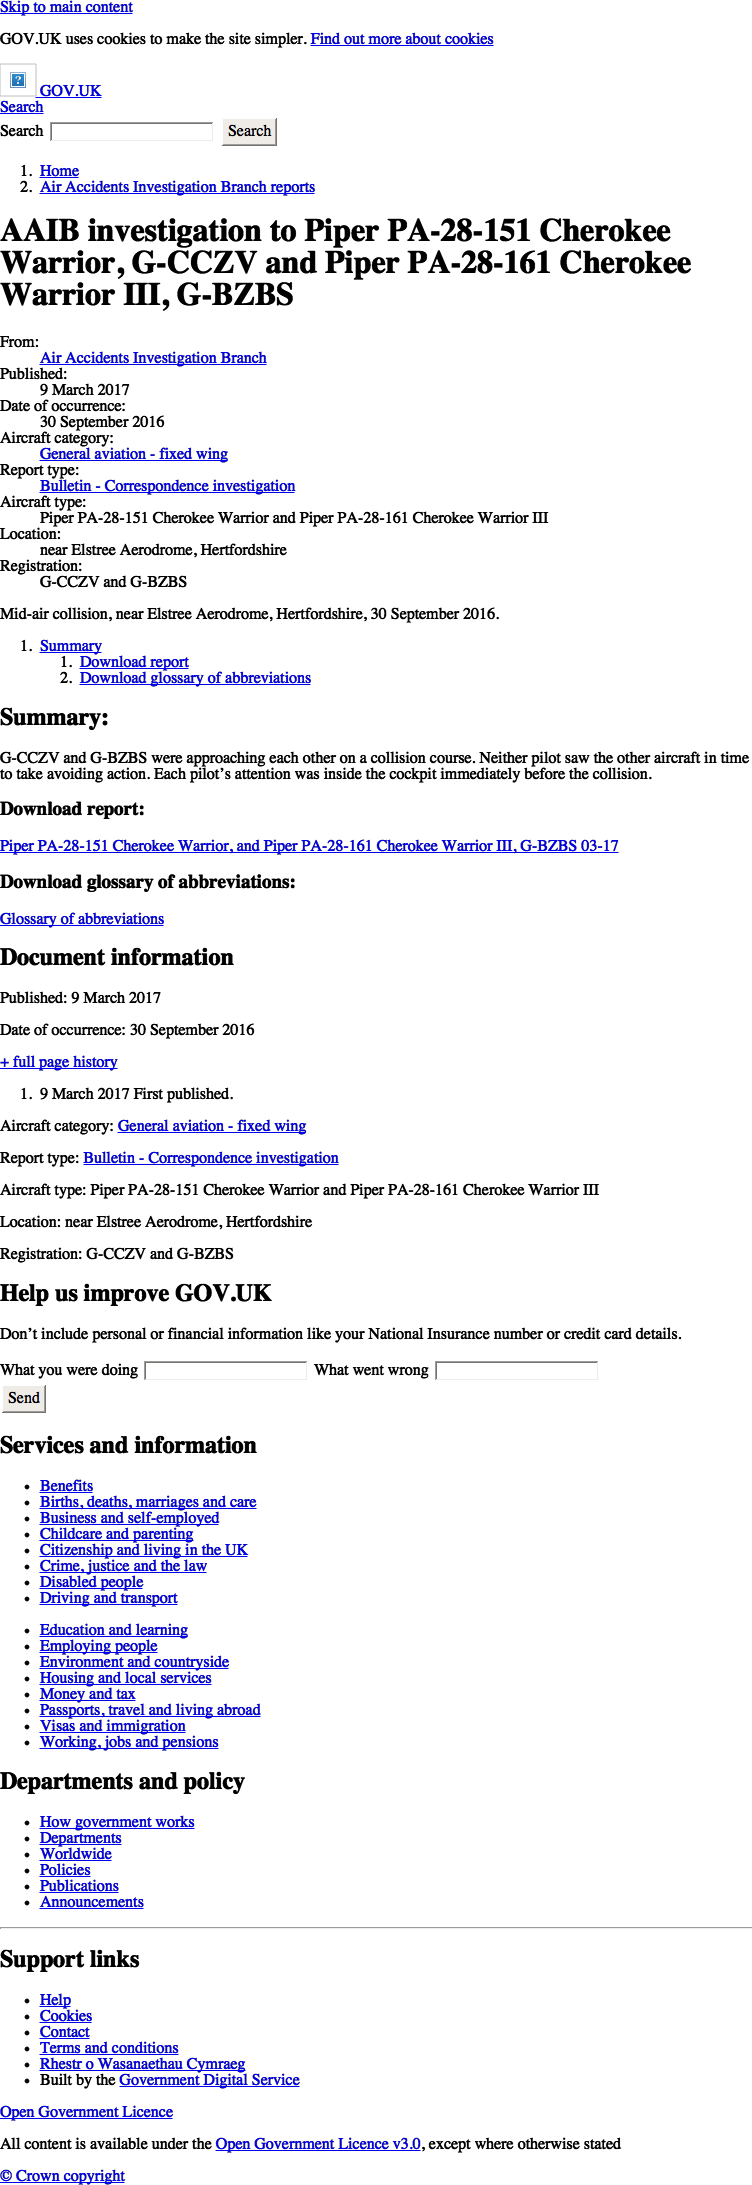 Skip to main content
GOV.UK uses cookies to make the site simpler. Find out more about cookies
GOV.UK
Search
Search Search
1. Home
2. Air Accidents Investigation Branch reports
AAIB investigation to Piper PA-28-151 Cherokee
Warrior, G-CCZV and Piper PA-28-161 Cherokee
Warrior III, G-BZBS
From:
Air Accidents Investigation Branch
Published:
9 March 2017
Date of occurrence:
30 September 2016
Aircraft category:
General aviation - fixed wing
Report type:
Bulletin - Correspondence investigation
Aircraft type:
Piper PA-28-151 Cherokee Warrior and Piper PA-28-161 Cherokee Warrior III
Location:
near Elstree Aerodrome, Hertfordshire
Registration:
G-CCZV and G-BZBS
Mid-air collision, near Elstree Aerodrome, Hertfordshire, 30 September 2016.
1. Summary
1. Download report
2. Download glossary of abbreviations
Summary:
G-CCZV and G-BZBS were approaching each other on a collision course. Neither pilot saw the other aircraft in time
to take avoiding action. Each pilot’s attention was inside the cockpit immediately before the collision.
Download report:
Piper PA-28-151 Cherokee Warrior, and Piper PA-28-161 Cherokee Warrior III, G-BZBS 03-17
Download glossary of abbreviations:
Glossary of abbreviations
Document information
Published: 9 March 2017
Date of occurrence: 30 September 2016
+ full page history
1. 9 March 2017 First published.
Aircraft category: General aviation - fixed wing
Report type: Bulletin - Correspondence investigation
Aircraft type: Piper PA-28-151 Cherokee Warrior and Piper PA-28-161 Cherokee Warrior III
Location: near Elstree Aerodrome, Hertfordshire
Registration: G-CCZV and G-BZBS
Help us improve GOV.UK
Don’t include personal or financial information like your National Insurance number or credit card details.
What you were doing What went wrong
Send
Services and information
• Benefits
• Births, deaths, marriages and care
• Business and self-employed
• Childcare and parenting
• Citizenship and living in the UK
• Crime, justice and the law
• Disabled people
• Driving and transport
• Education and learning
• Employing people
• Environment and countryside
• Housing and local services
• Money and tax
• Passports, travel and living abroad
• Visas and immigration
• Working, jobs and pensions
Departments and policy
• How government works
• Departments
• Worldwide
• Policies
• Publications
• Announcements
Support links
• Help
• Cookies
• Contact
• Terms and conditions
• Rhestr o Wasanaethau Cymraeg
• Built by the Government Digital Service
Open Government Licence
All content is available under the Open Government Licence v3.0, except where otherwise stated
© Crown copyright